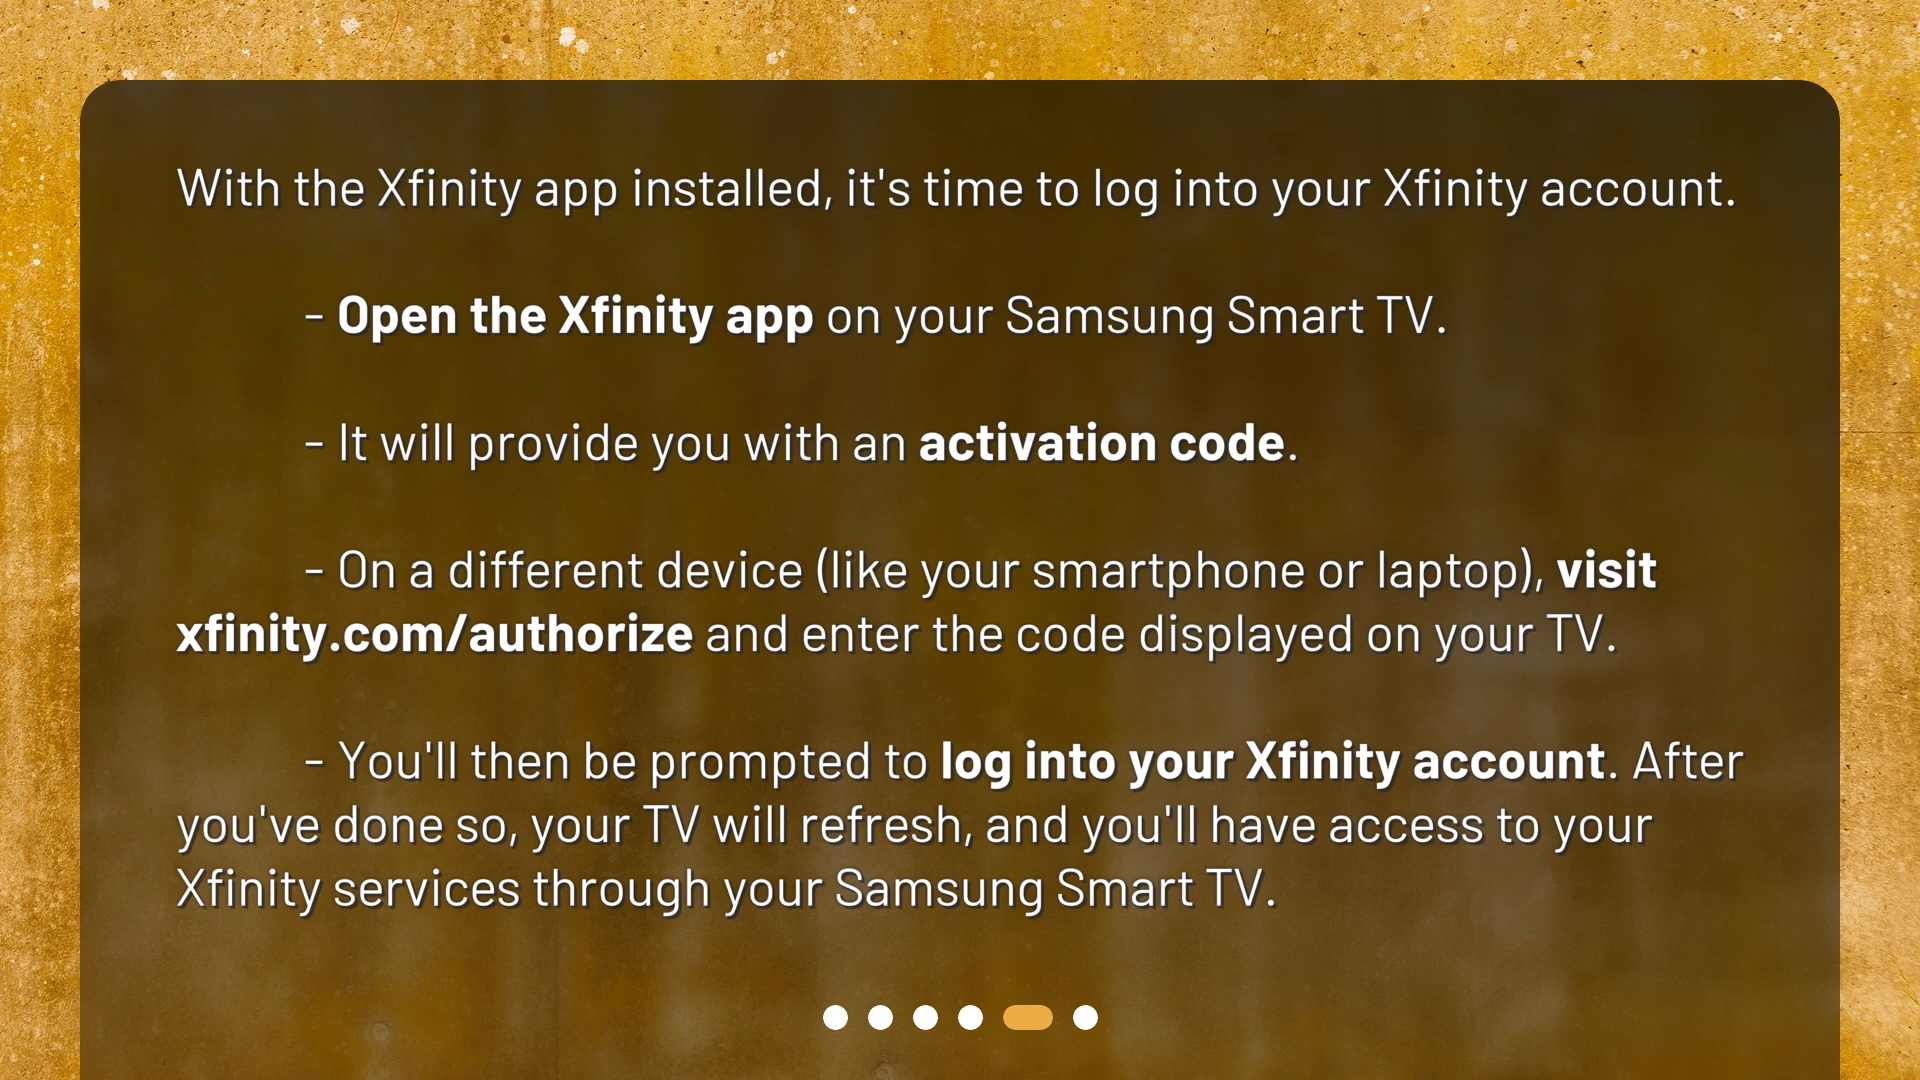 With the Xfinity app installed, it's time to log into your Xfinity account.
- Open the Xfinity app on your Samsung Smart TV.
- It will provide you with an activation code.
- On a different device (like your smartphone or laptop), visit
xfinity.com/authorize and enter the code displayed on your TV.
- You'll then be prompted to log into your Xfinity account. After
you've done so, your TV will refresh, and you'll have access to your
Xfinity services through your Samsung Smart TV.